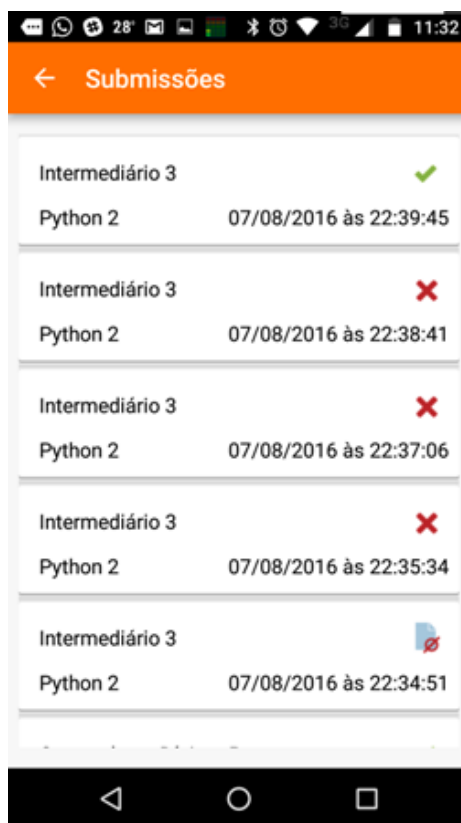 28° 3G 11:32
Submissões
Intermediário 3
Python 2 07/08/2016 às 22:39:45
Intermediário 3
Python 2 07/08/2016 às 22:38:41
Intermediário 3
Python 2 07/08/2016 às 22:37:06
Intermediário 3
Python 2 07/08/2016 às 22:35:34
Intermediário 3
Python 2 07/08/2016 às 22:34:51